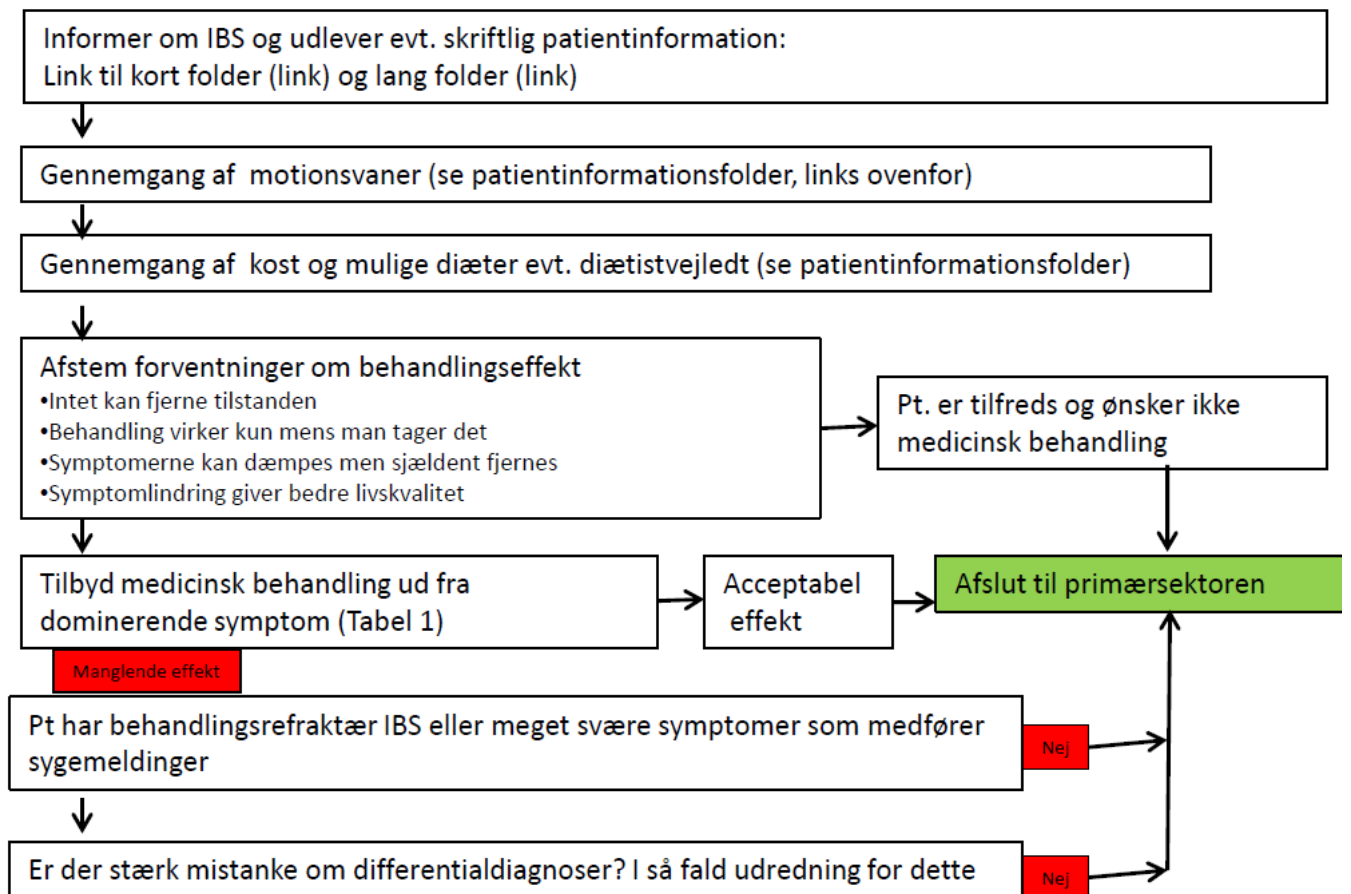 Informer om IBS og udlever evt. skriftlig patientinformation:
Link til kort folder (link) og lang folder (link)
Gennemgang af motionsvaner (se patientinformationsfolder, links ovenfor)
Gennemgang af kost og mulige diæter evt. diætistvejledt (se patientinformationsfolder)
Afstem forventninger om behandlingseffekt
•Intet kan fjerne tilstanden
•Behandling virker kun mens man tager det
•Symptomerne kan dæmpes men sjældent fjernes
•Symptomlindring giver bedre livskvalitet
Pt. er tilfreds og ønsker ikke
medicinsk behandling
Tilbyd medicinsk behandling ud fra
dominerende symptom (Tabel 1)
Acceptabel
effekt
Afslut til primærsektoren
Manglende effekt
Pt har behandlingsrefraktær IBS eller meget svære symptomer som medfører
sygemeldinger
Nej
Er der stærk mistanke om differentialdiagnoser? I så fald udredning for dette
Nej